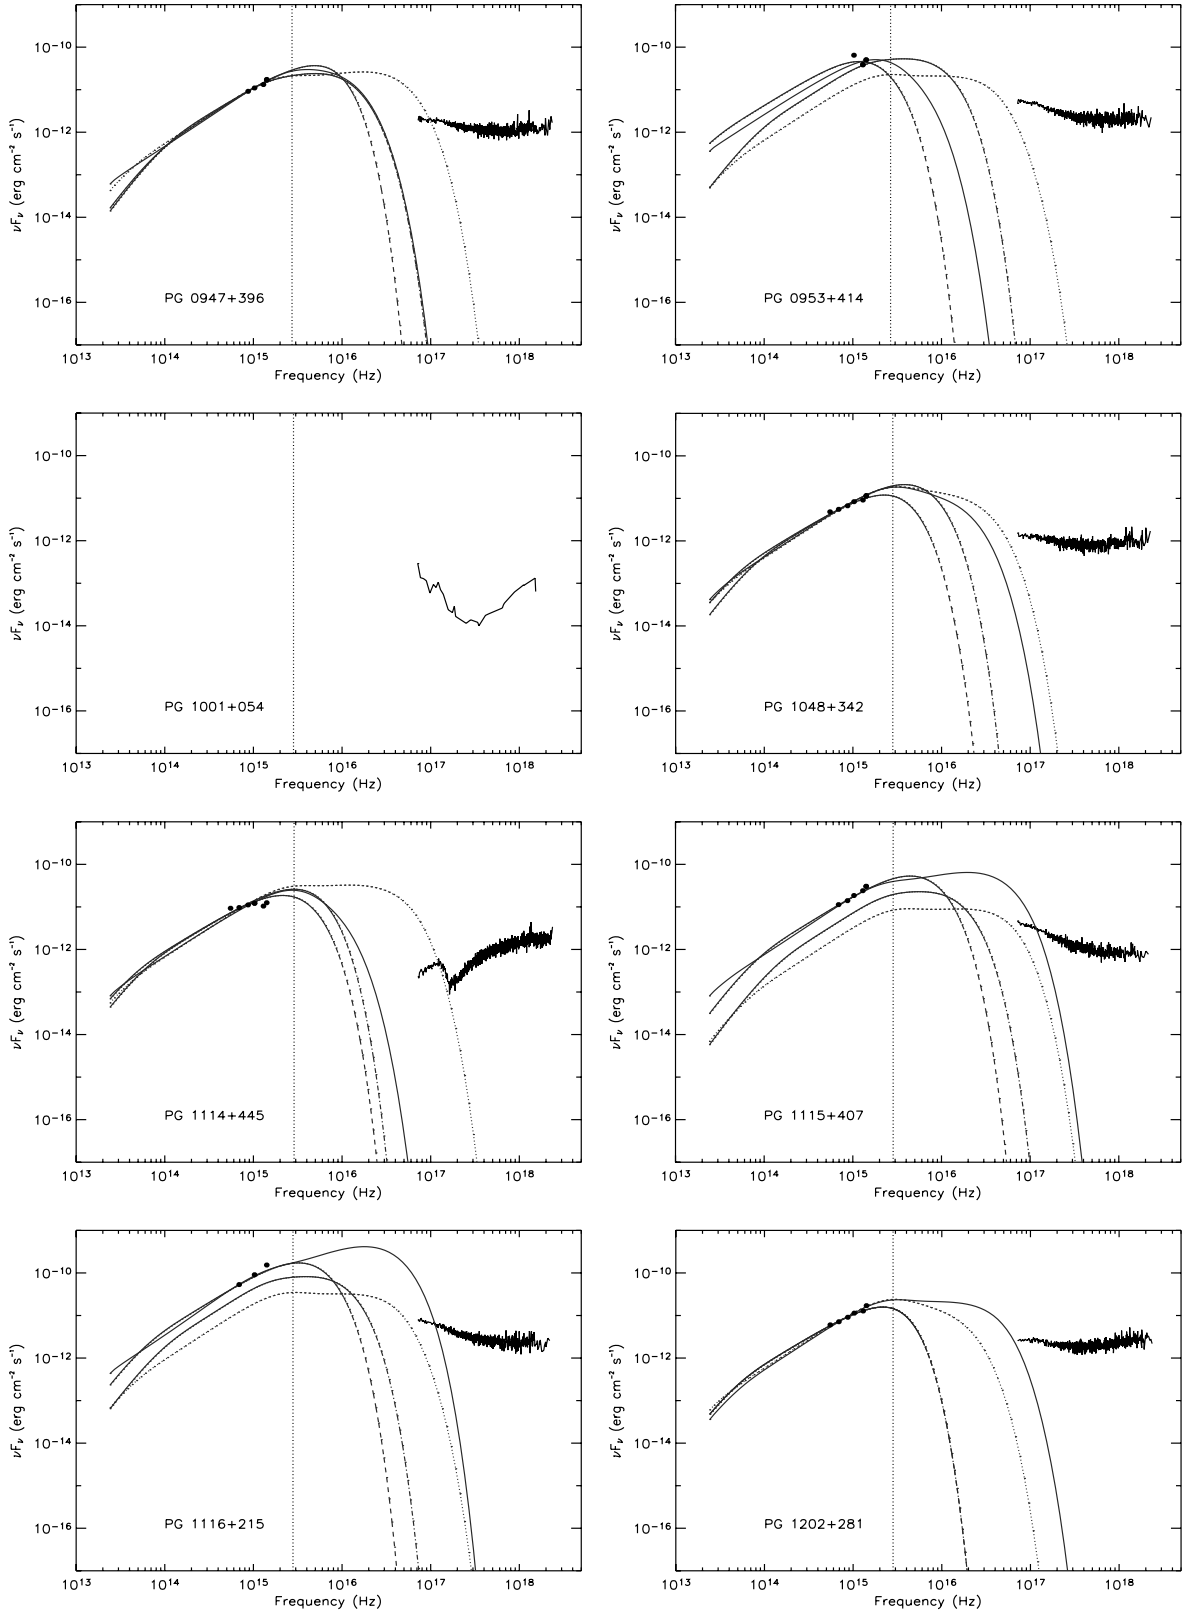 νFν (erg cm⁻² s⁻¹)
10⁻¹⁰
10⁻¹²
10⁻¹⁴
10⁻¹⁶
PG 0947+396
10¹³ 10¹⁴ 10¹⁵ 10¹⁶ 10¹⁷ 10¹⁸
Frequency (Hz)
νFν (erg cm⁻² s⁻¹)
10⁻¹⁰
10⁻¹²
10⁻¹⁴
10⁻¹⁶
PG 0953+414
10¹³ 10¹⁴ 10¹⁵ 10¹⁶ 10¹⁷ 10¹⁸
Frequency (Hz)
νFν (erg cm⁻² s⁻¹)
10⁻¹⁰
10⁻¹²
10⁻¹⁴
10⁻¹⁶
PG 1001+054
10¹³ 10¹⁴ 10¹⁵ 10¹⁶ 10¹⁷ 10¹⁸
Frequency (Hz)
νFν (erg cm⁻² s⁻¹)
10⁻¹⁰
10⁻¹²
10⁻¹⁴
10⁻¹⁶
PG 1048+342
10¹³ 10¹⁴ 10¹⁵ 10¹⁶ 10¹⁷ 10¹⁸
Frequency (Hz)
νFν (erg cm⁻² s⁻¹)
10⁻¹⁰
10⁻¹²
10⁻¹⁴
10⁻¹⁶
PG 1114+445
10¹³ 10¹⁴ 10¹⁵ 10¹⁶ 10¹⁷ 10¹⁸
Frequency (Hz)
νFν (erg cm⁻² s⁻¹)
10⁻¹⁰
10⁻¹²
10⁻¹⁴
10⁻¹⁶
PG 1115+407
10¹³ 10¹⁴ 10¹⁵ 10¹⁶ 10¹⁷ 10¹⁸
Frequency (Hz)
νFν (erg cm⁻² s⁻¹)
10⁻¹⁰
10⁻¹²
10⁻¹⁴
10⁻¹⁶
PG 1116+215
10¹³ 10¹⁴ 10¹⁵ 10¹⁶ 10¹⁷ 10¹⁸
Frequency (Hz)
νFν (erg cm⁻² s⁻¹)
10⁻¹⁰
10⁻¹²
10⁻¹⁴
10⁻¹⁶
PG 1202+281
10¹³ 10¹⁴ 10¹⁵ 10¹⁶ 10¹⁷ 10¹⁸
Frequency (Hz)